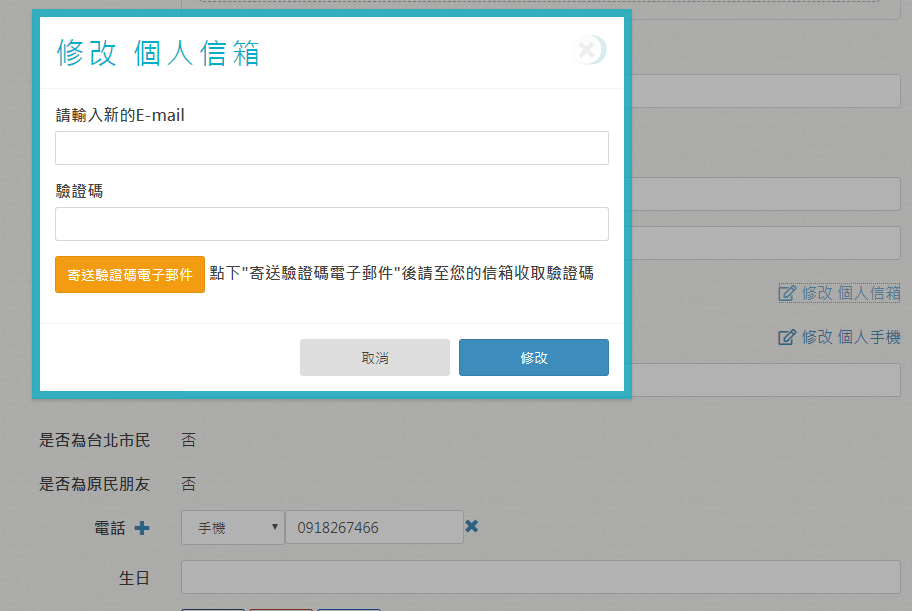 修改 個人信箱
請輸入新的E-mail
驗證碼
寄送驗證碼電子郵件 點下"寄送驗證碼電子郵件"後請至您的信箱收取驗證碼
取消 修改
修改 個人信箱
修改 個人手機
是否為台北市民 否
是否為原民朋友 否
電話 手機 0918267466
生日